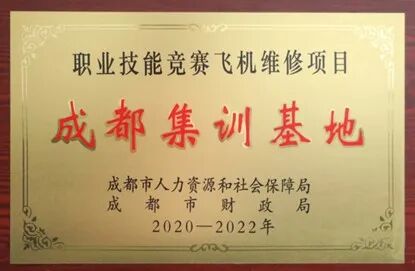 职业技能竞赛飞机维修项目
成都集训基地
成都市人力资源和社会保障局
成都市财政局
2020—2022年